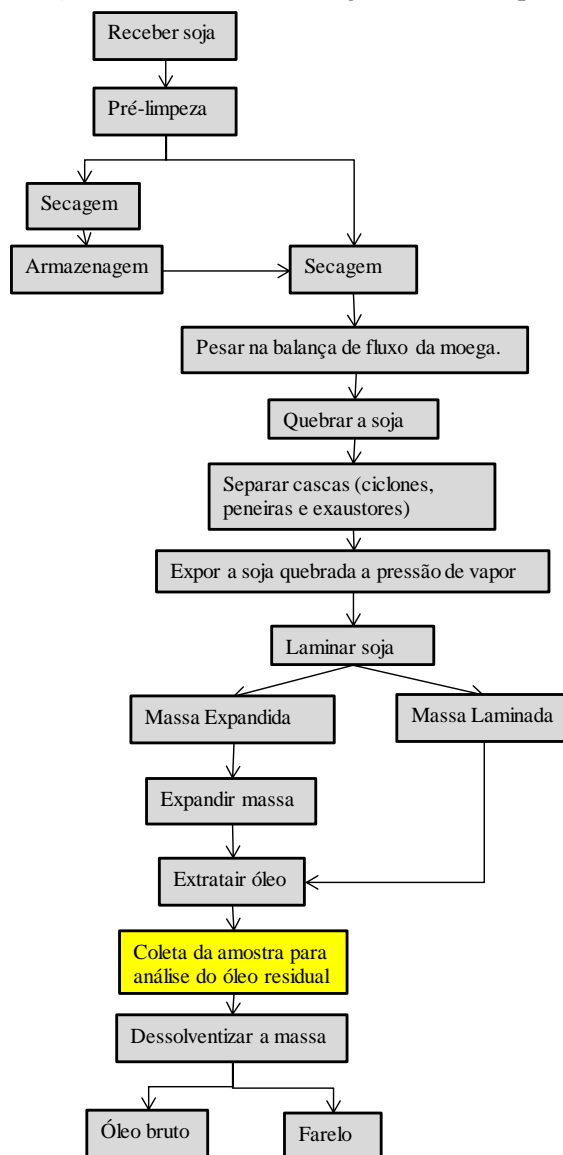 Receber soja
Pré-limpeza
Secagem
Armazenagem
Secagem
Pesar na balança de fluxo da moega.
Quebrar a soja
Separar cascas (ciclones,
peneiras e exaustores)
Expor a soja quebrada a pressão de vapor
Laminar soja
Massa Expandida
Massa Laminada
Expandir massa
Extratair óleo
Coleta da amostra para
análise do óleo residual
Dessolventizar a massa
Óleo bruto
Farelo